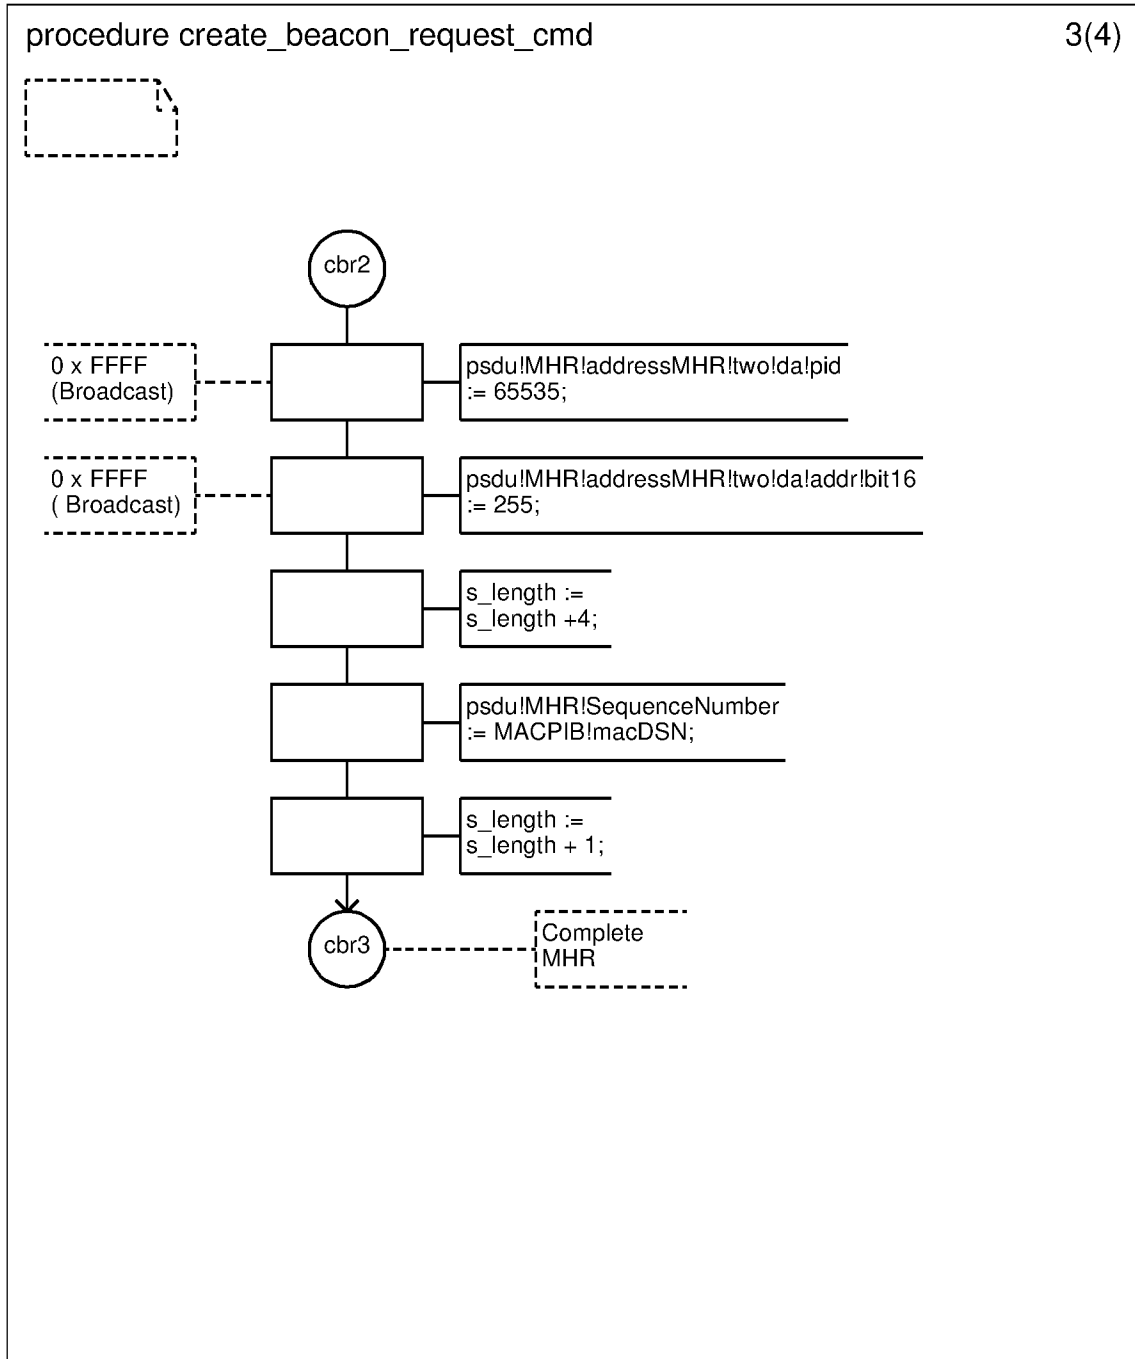 procedure create_beacon_request_cmd
3(4)
cbr2
0 x FFFF
(Broadcast)
psdu!MHR!addressMHR!two!da!pid
:= 65535;
0 x FFFF
( Broadcast)
psdu!MHR!addressMHR!two!da!addr!bit16
:= 255;
s_length :=
s_length +4;
psdu!MHR!SequenceNumber
:= MACPIB!macDSN;
s_length :=
s_length + 1;
cbr3
Complete
MHR